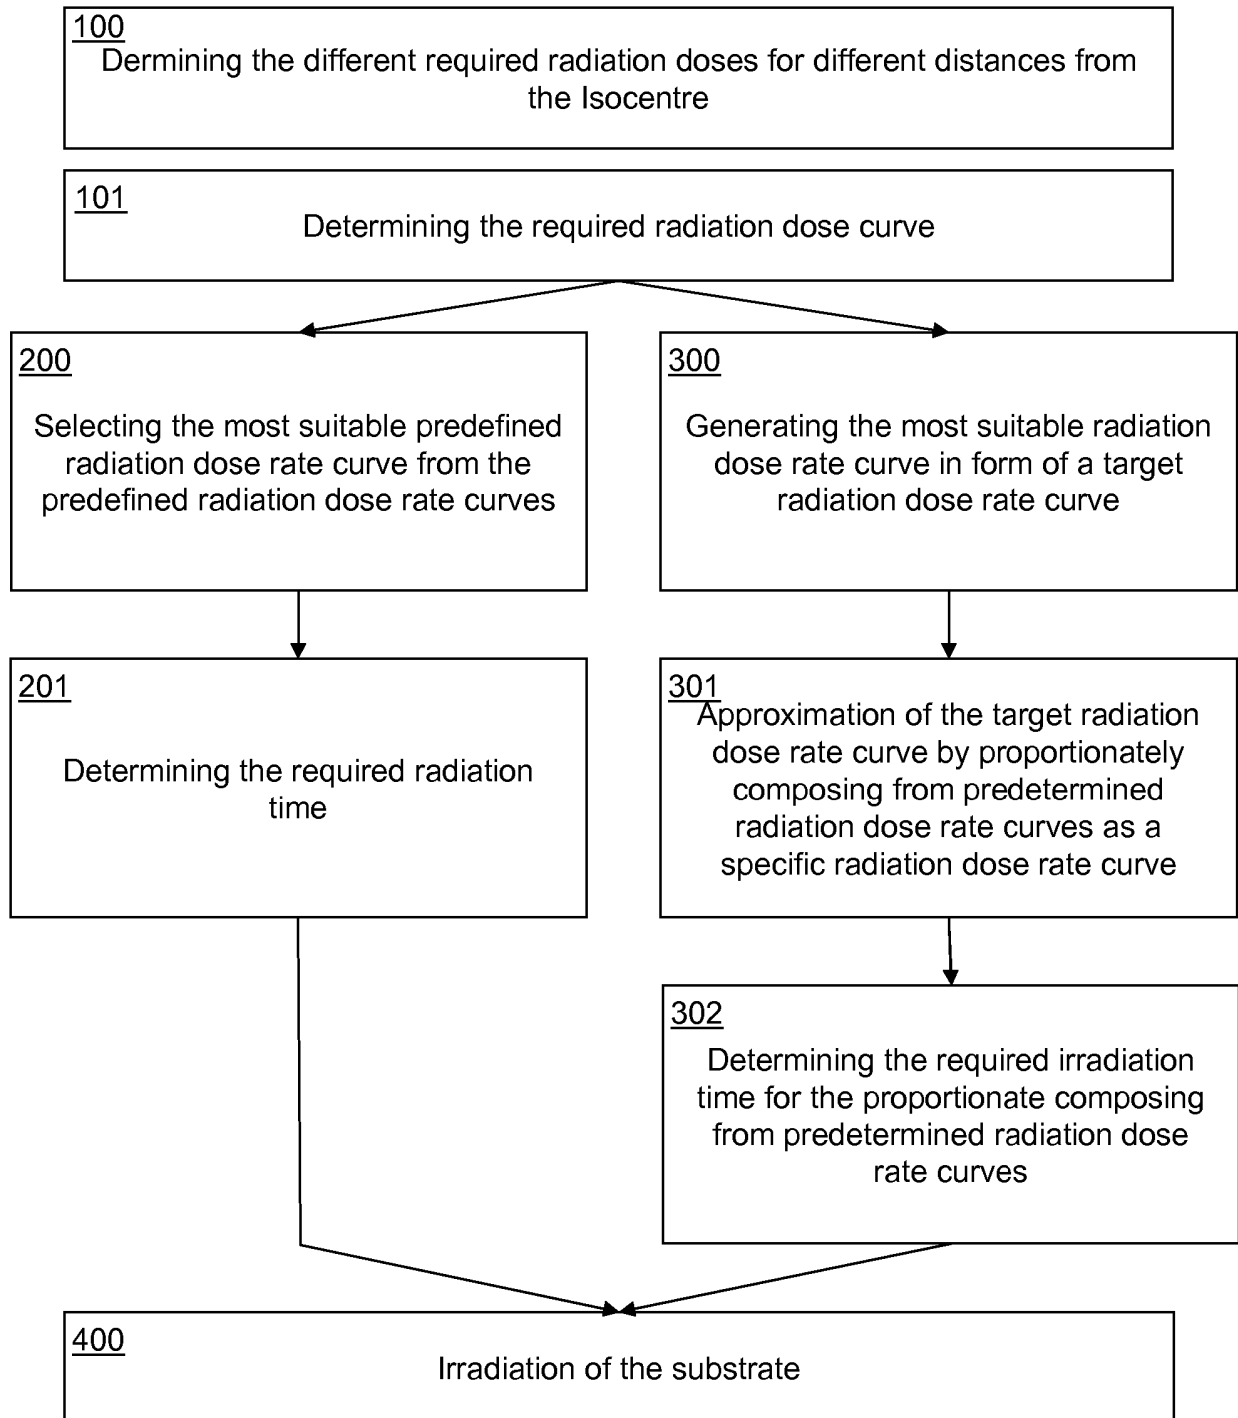 100
Dermining the different required radiation doses for different distances from
the Isocentre
101
Determining the required radiation dose curve
200
Selecting the most suitable predefined
radiation dose rate curve from the
predefined radiation dose rate curves
300
Generating the most suitable radiation
dose rate curve in form of a target
radiation dose rate curve
201
Determining the required radiation
time
301
Approximation of the target radiation
dose rate curve by proportionately
composing from predetermined
radiation dose rate curves as a
specific radiation dose rate curve
302
Determining the required irradiation
time for the proportionate composing
from predetermined radiation dose
rate curves
400
Irradiation of the substrate